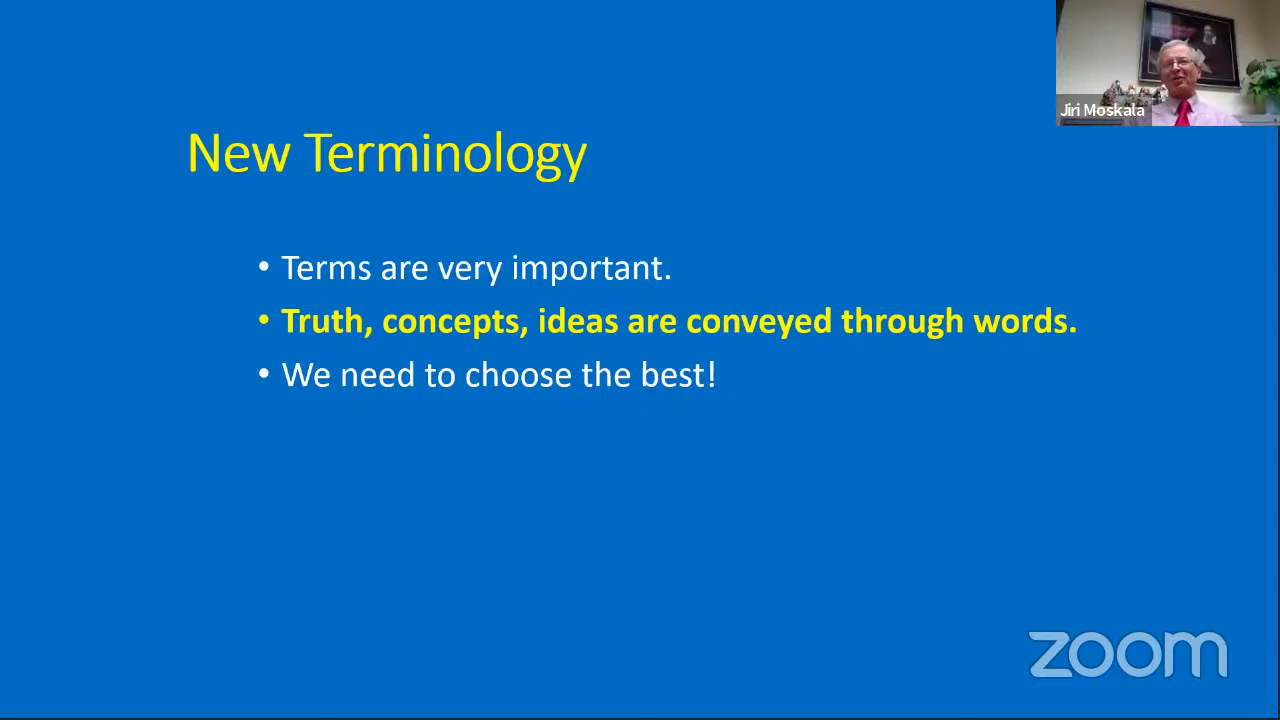 Jiri Moskala
New Terminology
• Terms are very important.
• Truth, concepts, ideas are conveyed through words.
• We need to choose the best!
zoom